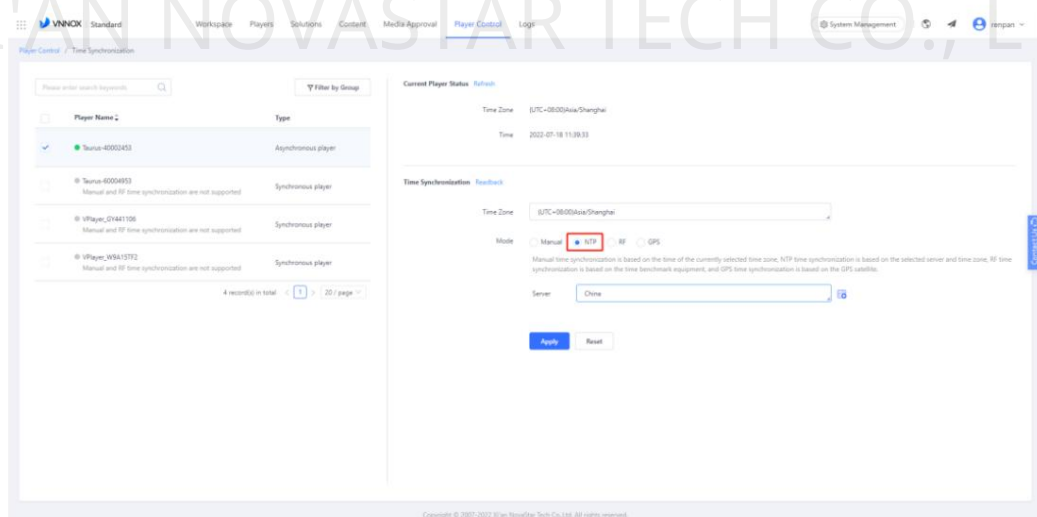 'AN NOVASTAR TECH CO., L
VNNOX Standard Workspace Players Solutions Content Media Approval Player Control Logs System Management renpan
Player Control / Time Synchronization
Please enter search keywords Filter by Group
Player Name Type
Taurus-40002453 Asynchronous player
Taurus-60004953 Synchronous player
Manual and RF time synchronization are not supported
VPlayer_0Y441106 Synchronous player
Manual and RF time synchronization are not supported
VPlayer_W9A15TF2 Synchronous player
Manual and RF time synchronization are not supported
4 record(s) in total < 1 > 20 / page
Current Player Status Refresh
Time Zone (UTC+08:00)Asia/Shanghai
Time 2022-07-18 11:39:33
Time Synchronization Feedback
Time Zone (UTC+08:00)Asia/Shanghai
Mode Manual NTP RF GPS
Manual time synchronization is based on the time of the currently selected time zone, NTP time synchronization is based on the selected server and time zone, RF time
synchronization is based on the time benchmark equipment, and GPS time synchronization is based on the GPS satellite.
Server China
Apply Reset
Contact Us
Copyright © 2007-2022 Xi'an NovaStar Tech Co.,Ltd. All rights reserved.